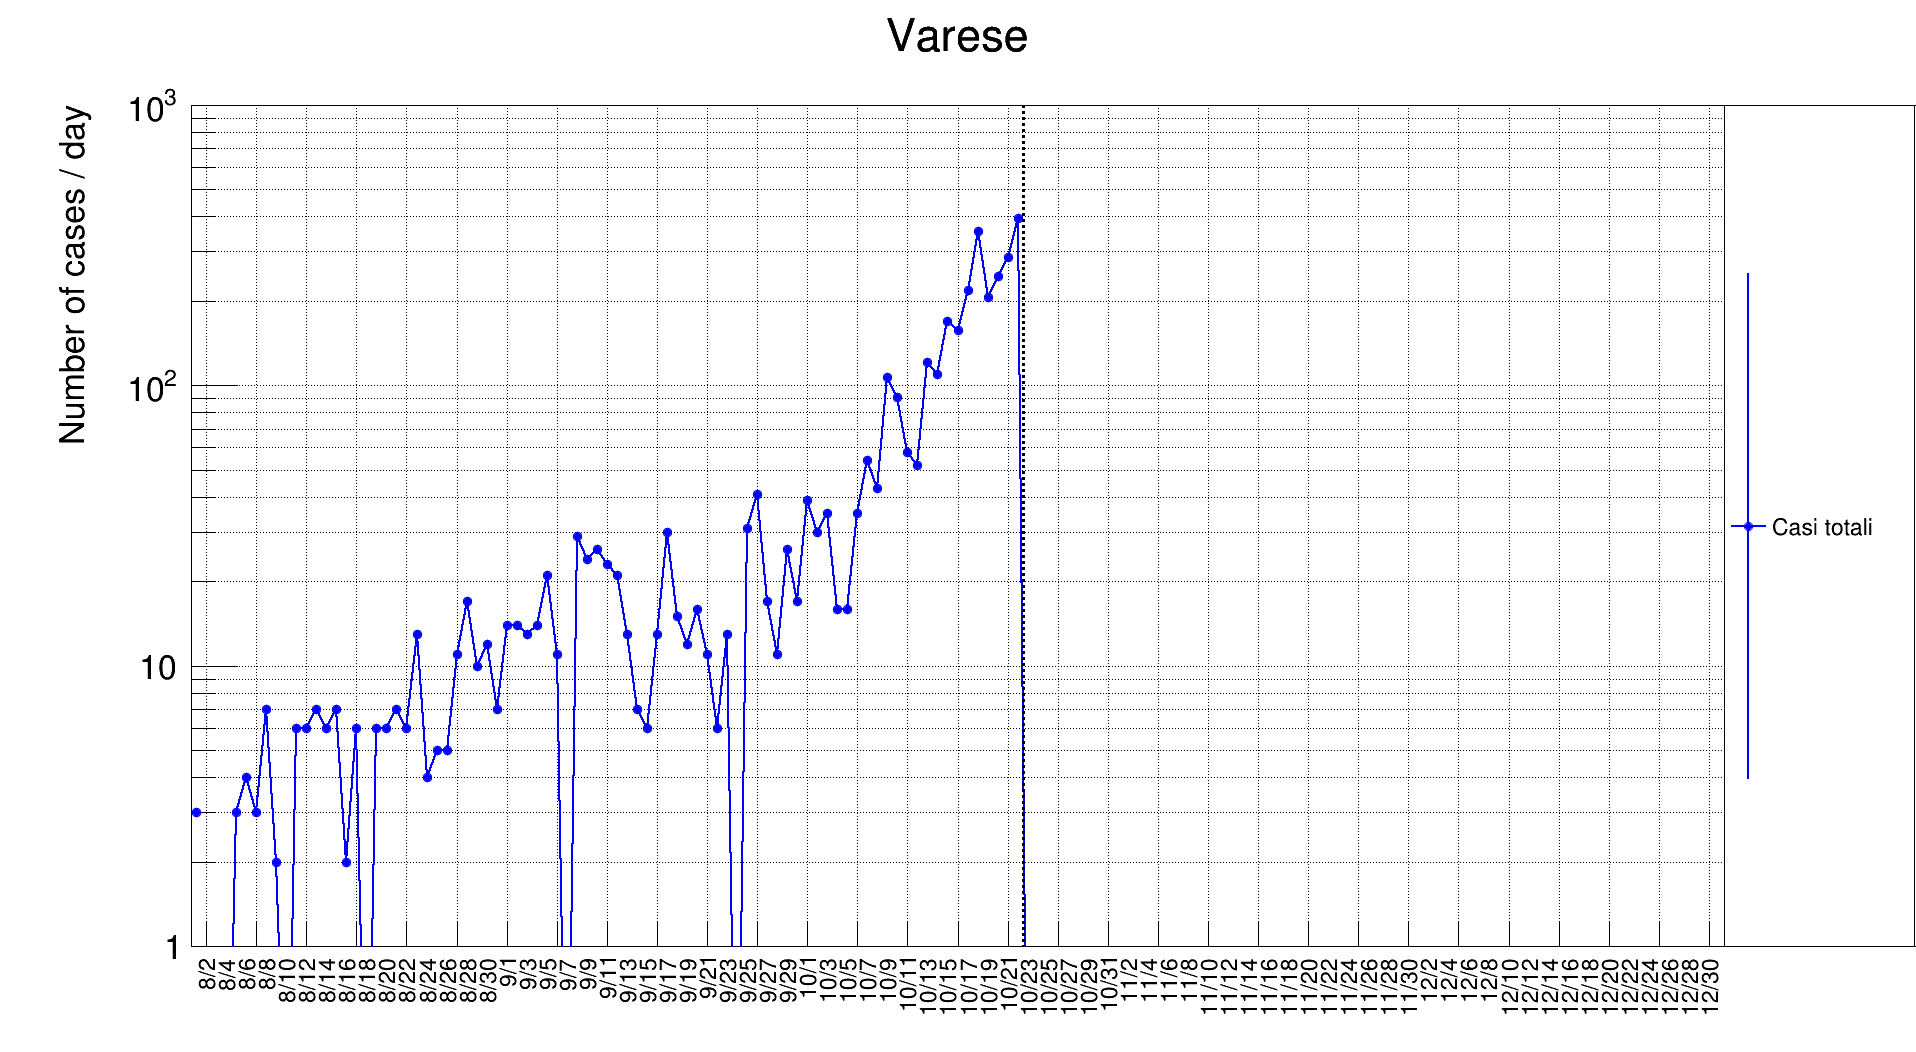 Varese
Number of cases / day
10³
10²
10
1
8/2 8/4 8/6 8/8 8/10 8/12 8/14 8/16 8/18 8/20 8/22 8/24 8/26 8/28 8/30 9/1 9/3 9/5 9/7 9/9 9/11 9/13 9/15 9/17 9/19 9/21 9/23 9/25 9/27 9/29 10/1 10/3 10/5 10/7 10/9 10/11 10/13 10/15 10/17 10/19 10/21 10/23 10/25 10/27 10/29 10/31 11/2 11/4 11/6 11/8 11/10 11/12 11/14 11/16 11/18 11/20 11/22 11/24 11/26 11/28 11/30 12/2 12/4 12/6 12/8 12/10 12/12 12/14 12/16 12/18 12/20 12/22 12/24 12/26 12/28 12/30
Casi totali